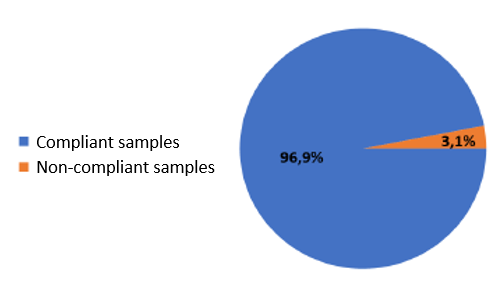 Compliant samples
Non-compliant samples
96,9%
3,1%